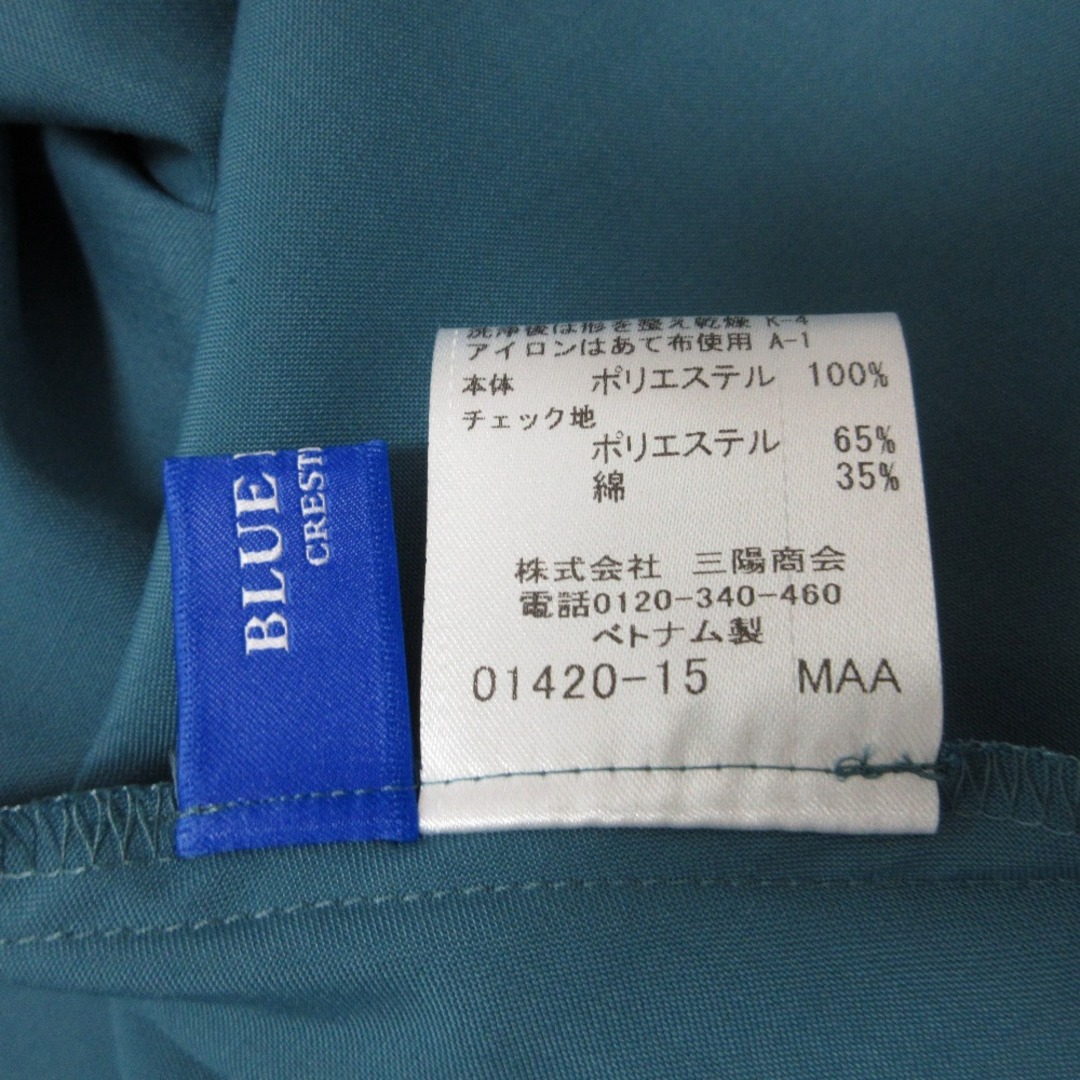 BLUE
CREST
洗浄後は形を整え乾燥 K-4
アイロンはあて布使用 A-1
本体 ポリエステル 100%
チェック地
ポリエステル 65%
綿 35%
株式会社 三陽商会
電話0120-340-460
ベトナム製
01420-15 MAA